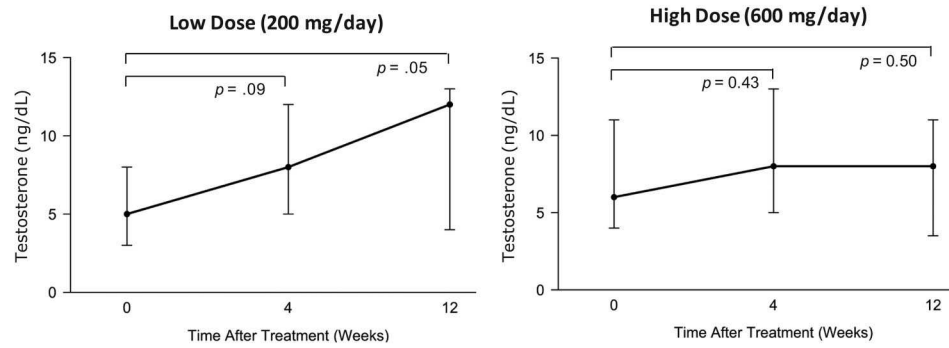 Low Dose (200 mg/day)
15
10
5
0
Testosterone (ng/dL)
p = .09
p = .05
0 4 12
Time After Treatment (Weeks)
High Dose (600 mg/day)
15
10
5
0
Testosterone (ng/dL)
p = 0.43
p = 0.50
0 4 12
Time After Treatment (Weeks)